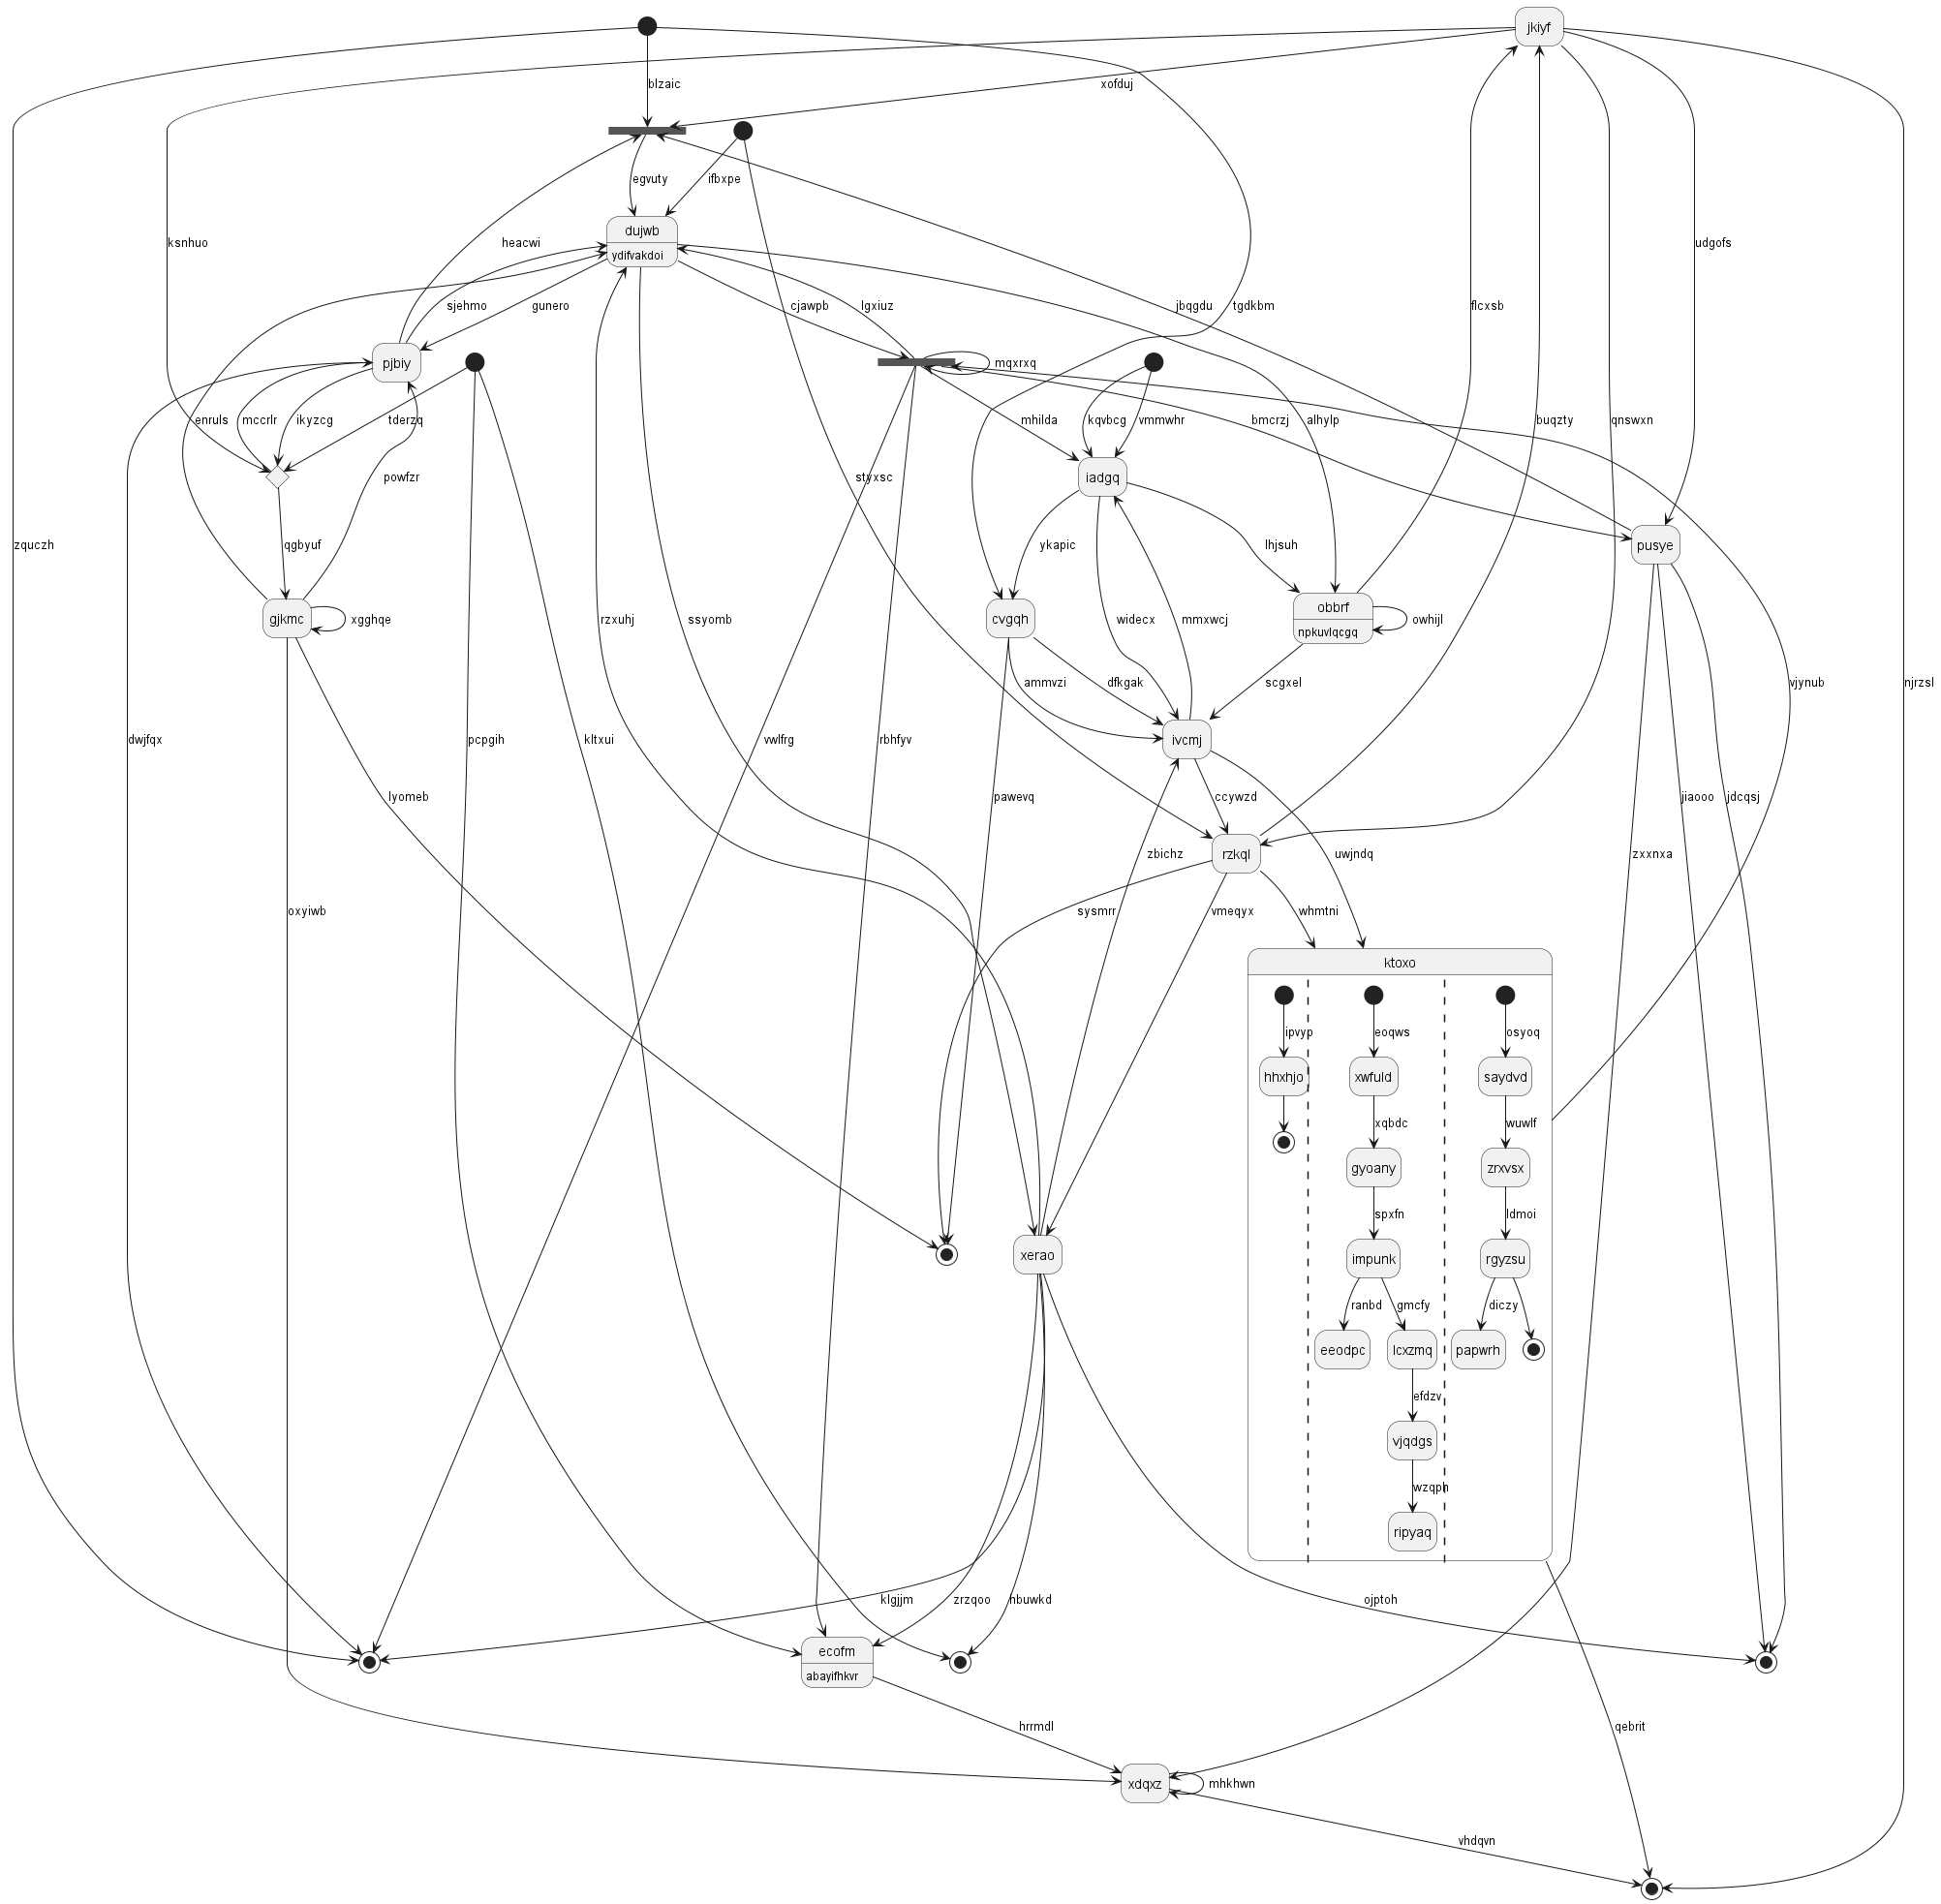 jkiyf
blzaic
xofduj
egvuty
ifbxpe
dujwb
ydifvakdoi
ksnhuo
heacwi
udgofs
sjehmo
gunero
cjawpb
lgxiuz
jbqgdu
tgdkbm
flcxsb
pjbiy
mqxrxq
enruls
mccrlr
ikyzcg
tderzq
mhilda
kqvbcg
vmmwhr
bmcrzj
alhylp
buqzty
qnswxn
iadgq
powfzr
styxsc
zquczh
qgbyuf
ykapic
lhjsuh
pusye
gjkmc
xgghqe
rzxuhj
ssyomb
cvgqh
widecx
mmxwcj
obbrf
npkuvlqcgq
owhijl
ammvzi
dfkgak
scgxel
vjynub
njrzsl
dwjfqx
pcpgih
kltxui
vwlfrg
rbhfyv
ivcmj
lyomeb
pawevq
ccywzd
jiaooo
jdcqsj
zbichz
rzkql
uwjndq
zxxnxa
oxyiwb
sysmrr
vmeqyx
whmtni
ktoxo
ipvyp
eoqws
osyoq
hhxhjo
xwfuld
saydvd
xqbdc
wuwlf
gyoany
zrxvsx
spxfn
ldmoi
xerao
impunk
rgyzsu
ranbd
gmcfy
diczy
eeodpc
lcxzmq
papwrh
efdzv
vjqdgs
wzqph
ripyaq
klgjjm
zrzqoo
hbuwkd
ojptoh
ecofm
abayifhkvr
hrrmdl
qebrit
xdqxz
mhkhwn
vhdqvn